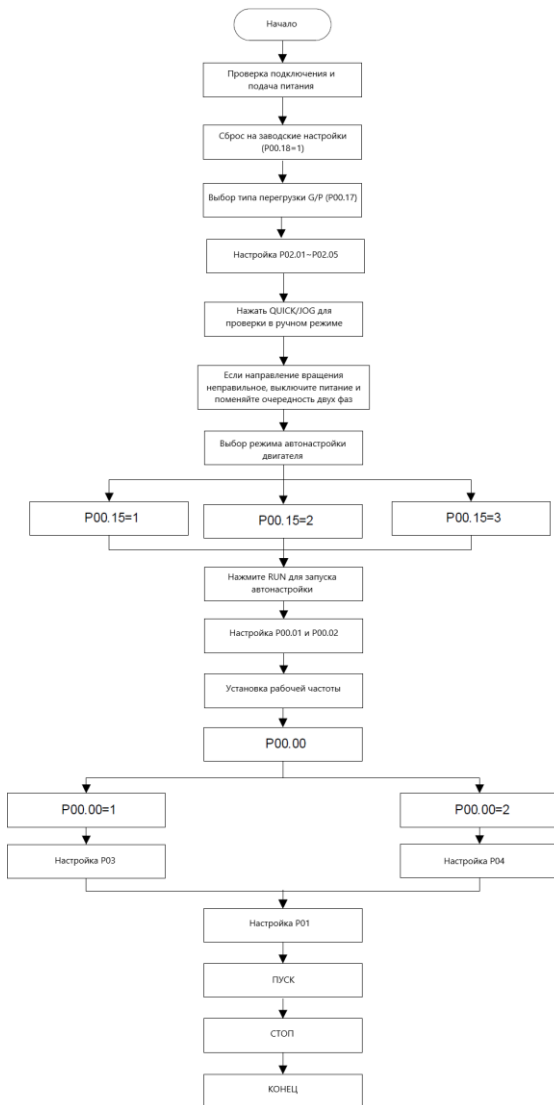 Начало
Проверка подключения и
подача питания
Сброс на заводские настройки
(P00.18=1)
Выбор типа перегрузки G/P (P00.17)
Настройка P02.01~P02.05
Нажать QUICK/JOG для
проверки в ручном режиме
Если направление вращения
неправильное, выключите питание и
поменяйте очередность двух фаз
Выбор режима автонастройки
двигателя
P00.15=1
P00.15=2
P00.15=3
Нажмите RUN для запуска
автонастройки
Настройка P00.01 и P00.02
Установка рабочей частоты
P00.00
P00.00=1
P00.00=2
Настройка P03
Настройка P04
Настройка P01
ПУСК
СТОП
КОНЕЦ